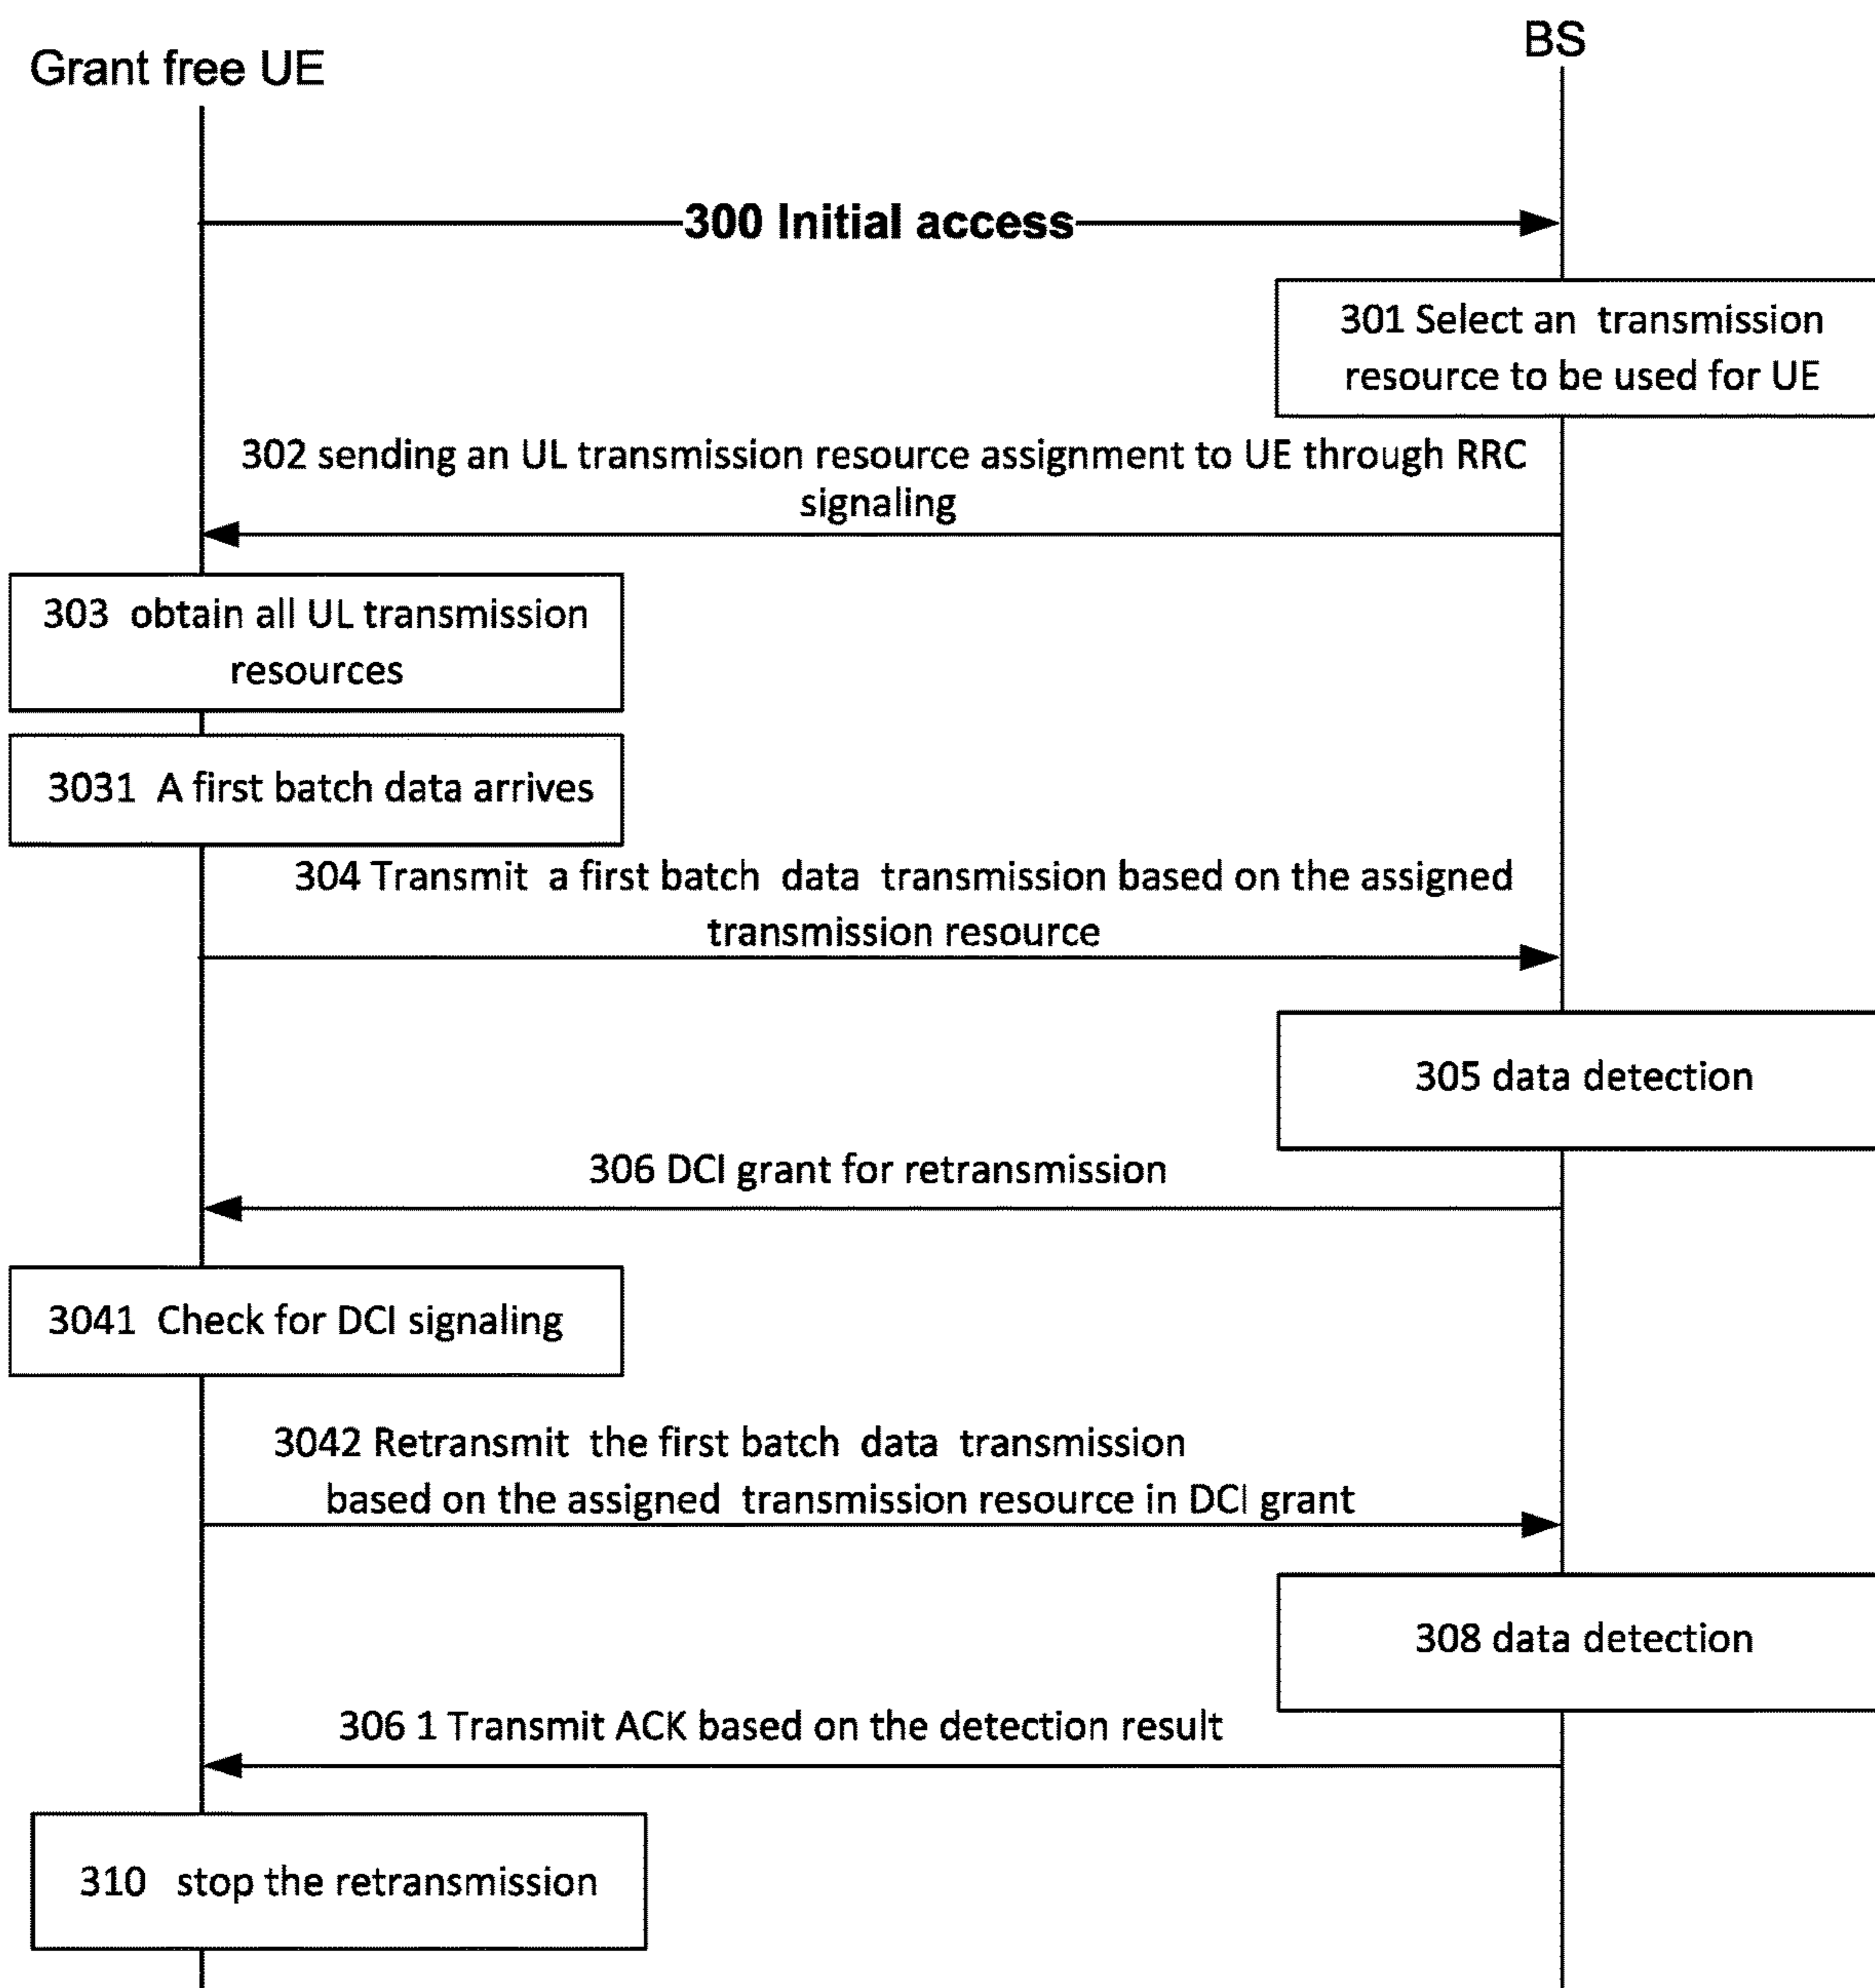 Grant free UE
BS
300 Initial access
301 Select an transmission
resource to be used for UE
302 sending an UL transmission resource assignment to UE through RRC
signaling
303 obtain all UL transmission
resources
3031 A first batch data arrives
304 Transmit a first batch data transmission based on the assigned
transmission resource
305 data detection
306 DCI grant for retransmission
3041 Check for DCI signaling
3042 Retransmit the first batch data transmission
based on the assigned transmission resource in DCI grant
308 data detection
306 1 Transmit ACK based on the detection result
310 stop the retransmission